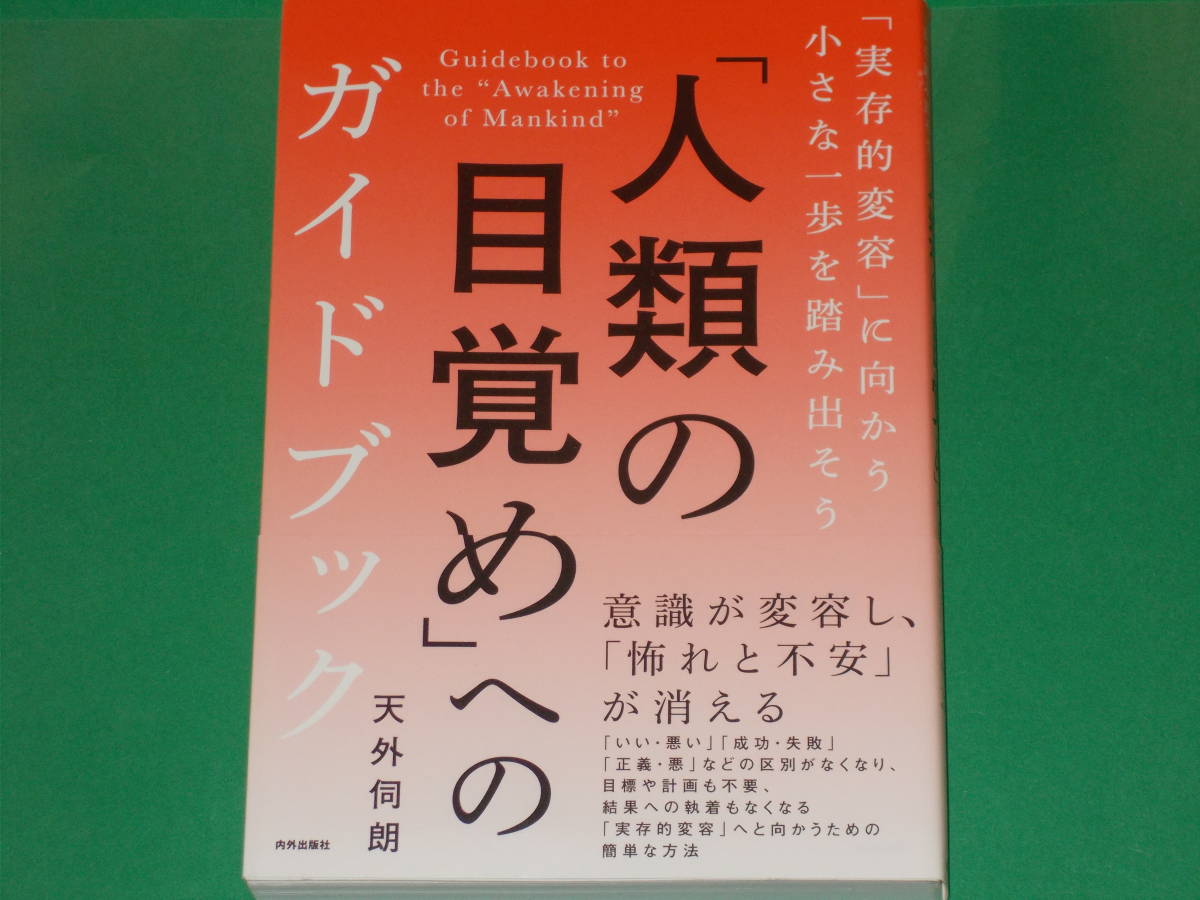 「実存的変容」に向かう
小さな一歩を踏み出そう
「人類の
目覚め」への
ガイドブック
Guidebook to
the “Awakening
of Mankind”
意識が変容し、
「怖れと不安」
が消える
「いい・悪い」「成功・失敗」
「正義・悪」などの区別がなくなり、
目標や計画も不要、
結果への執着もなくなる
「実存的変容」へと向かうための
簡単な方法
天外伺朗
内外出版社